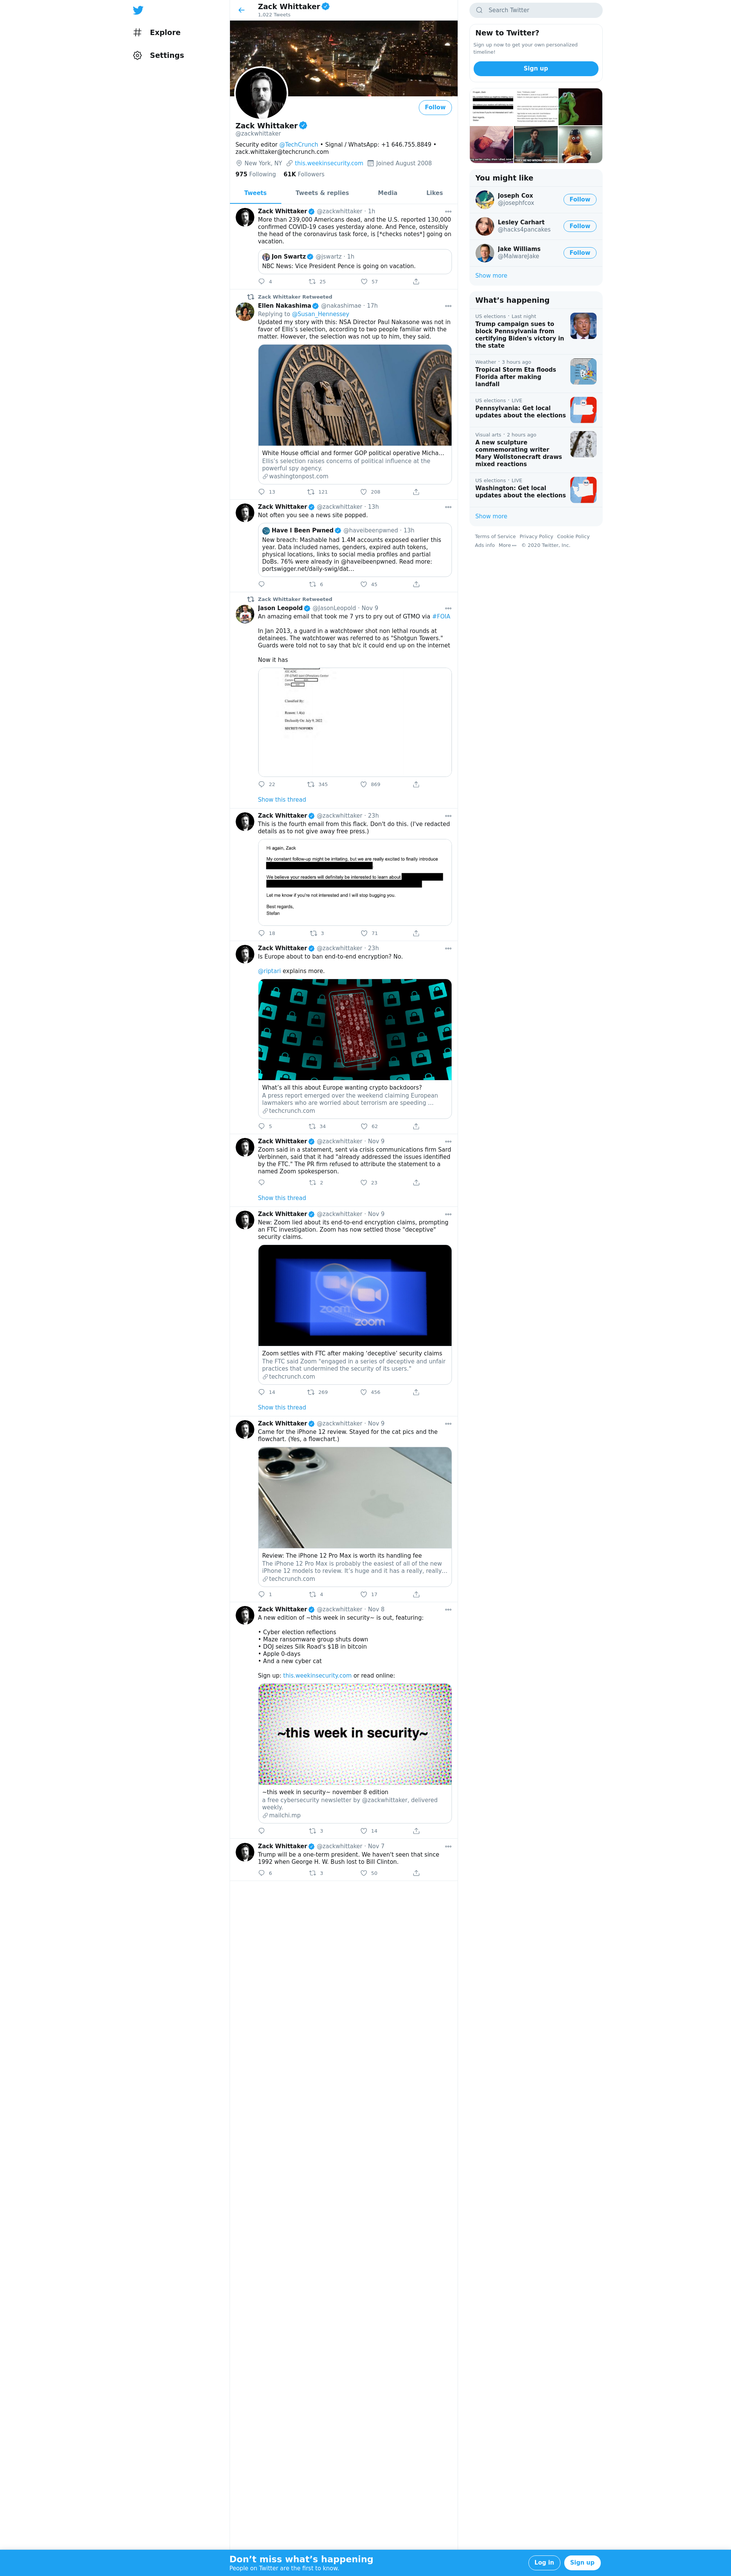 Explore
Settings
Zack Whittaker
1,022 Tweets
Follow
Zack Whittaker
@zackwhittaker
Security editor @TechCrunch • Signal / WhatsApp: +1 646.755.8849 •
zack.whittaker@techcrunch.com
New York, NY this.weekinsecurity.com Joined August 2008
975 Following 61K Followers
Tweets Tweets & replies Media Likes
Zack Whittaker @zackwhittaker · 1h
More than 239,000 Americans dead, and the U.S. reported 130,000
confirmed COVID-19 cases yesterday alone. And Pence, ostensibly
the head of the coronavirus task force, is [*checks notes*] going on
vacation.
Jon Swartz @jswartz · 1h
NBC News: Vice President Pence is going on vacation.
4 25 57
Zack Whittaker Retweeted
Ellen Nakashima @nakashimae · 17h
Replying to @Susan_Hennessey
Updated my story with this: NSA Director Paul Nakasone was not in
favor of Ellis’s selection, according to two people familiar with the
matter. However, the selection was not up to him, they said.
White House official and former GOP political operative Micha…
Ellis’s selection raises concerns of political influence at the
powerful spy agency.
washingtonpost.com
13 121 208
Zack Whittaker @zackwhittaker · 13h
Not often you see a news site popped.
Have I Been Pwned @haveibeenpwned · 13h
New breach: Mashable had 1.4M accounts exposed earlier this
year. Data included names, genders, expired auth tokens,
physical locations, links to social media profiles and partial
DoBs. 76% were already in @haveibeenpwned. Read more:
portswigger.net/daily-swig/dat…
6 45
Zack Whittaker Retweeted
Jason Leopold @JasonLeopold · Nov 9
An amazing email that took me 7 yrs to pry out of GTMO via #FOIA
In Jan 2013, a guard in a watchtower shot non lethal rounds at
detainees. The watchtower was referred to as "Shotgun Towers."
Guards were told not to say that b/c it could end up on the internet
Now it has
Classified By:
Reason: 1.4(a)
SECRET//NOFORN
22 345 869
Show this thread
Zack Whittaker @zackwhittaker · 23h
This is the fourth email from this flack. Don't do this. (I've redacted
details as to not give away free press.)
Hi again, Zack
My constant follow-up might be irritating, but we are really excited to finally introduce
We believe your readers will definitely be interested to learn about
Let me know if you're not interested and I will stop bugging you.
Best regards,
Stefan
18 3 71
Zack Whittaker @zackwhittaker · 23h
Is Europe about to ban end-to-end encryption? No.
@riptari explains more.
What’s all this about Europe wanting crypto backdoors?
A press report emerged over the weekend claiming European
lawmakers who are worried about terrorism are speeding …
techcrunch.com
5 34 62
Zack Whittaker @zackwhittaker · Nov 9
Zoom said in a statement, sent via crisis communications firm Sard
Verbinnen, said that it had "already addressed the issues identified
by the FTC." The PR firm refused to attribute the statement to a
named Zoom spokesperson.
2 23
Show this thread
Zack Whittaker @zackwhittaker · Nov 9
New: Zoom lied about its end-to-end encryption claims, prompting
an FTC investigation. Zoom has now settled those "deceptive"
security claims.
zoom
zoom
Zoom settles with FTC after making ‘deceptive’ security claims
The FTC said Zoom "engaged in a series of deceptive and unfair
practices that undermined the security of its users."
techcrunch.com
14 269 456
Show this thread
Zack Whittaker @zackwhittaker · Nov 9
Came for the iPhone 12 review. Stayed for the cat pics and the
flowchart. (Yes, a flowchart.)
Review: The iPhone 12 Pro Max is worth its handling fee
The iPhone 12 Pro Max is probably the easiest of all of the new
iPhone 12 models to review. It’s huge and it has a really, really…
techcrunch.com
1 4 17
Zack Whittaker @zackwhittaker · Nov 8
A new edition of ~this week in security~ is out, featuring:
• Cyber election reflections
• Maze ransomware group shuts down
• DOJ seizes Silk Road's $1B in bitcoin
• Apple 0-days
• And a new cyber cat
Sign up: this.weekinsecurity.com or read online:
~this week in security~
~this week in security~ november 8 edition
a free cybersecurity newsletter by @zackwhittaker, delivered
weekly.
mailchi.mp
3 14
Zack Whittaker @zackwhittaker · Nov 7
Trump will be a one-term president. We haven't seen that since
1992 when George H. W. Bush lost to Bill Clinton.
6 3 50
Search Twitter
New to Twitter?
Sign up now to get your own personalized
timeline!
Sign up
You might like
Joseph Cox
@josephfcox
Follow
Lesley Carhart
@hacks4pancakes
Follow
Jake Williams
@MalwareJake
Follow
Show more
What’s happening
US elections · Last night
Trump campaign sues to
block Pennsylvania from
certifying Biden's victory in
the state
Weather · 3 hours ago
Tropical Storm Eta floods
Florida after making
landfall
US elections · LIVE
Pennsylvania: Get local
updates about the elections
Visual arts · 2 hours ago
A new sculpture
commemorating writer
Mary Wollstonecraft draws
mixed reactions
US elections · LIVE
Washington: Get local
updates about the elections
Show more
Terms of Service Privacy Policy Cookie Policy
Ads info More © 2020 Twitter, Inc.
Don’t miss what’s happening
People on Twitter are the first to know.
Log in
Sign up